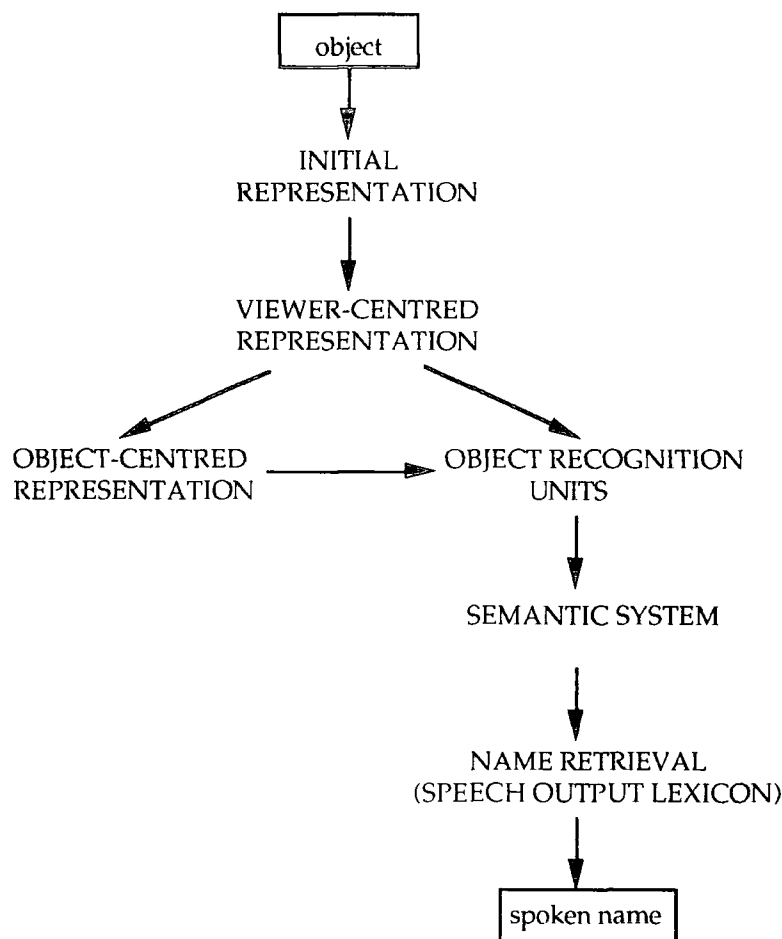 object
INITIAL
REPRESENTATION
VIEWER-CENTRED
REPRESENTATION
OBJECT-CENTRED
REPRESENTATION
OBJECT RECOGNITION
UNITS
SEMANTIC SYSTEM
NAME RETRIEVAL
(SPEECH OUTPUT LEXICON)
spoken name